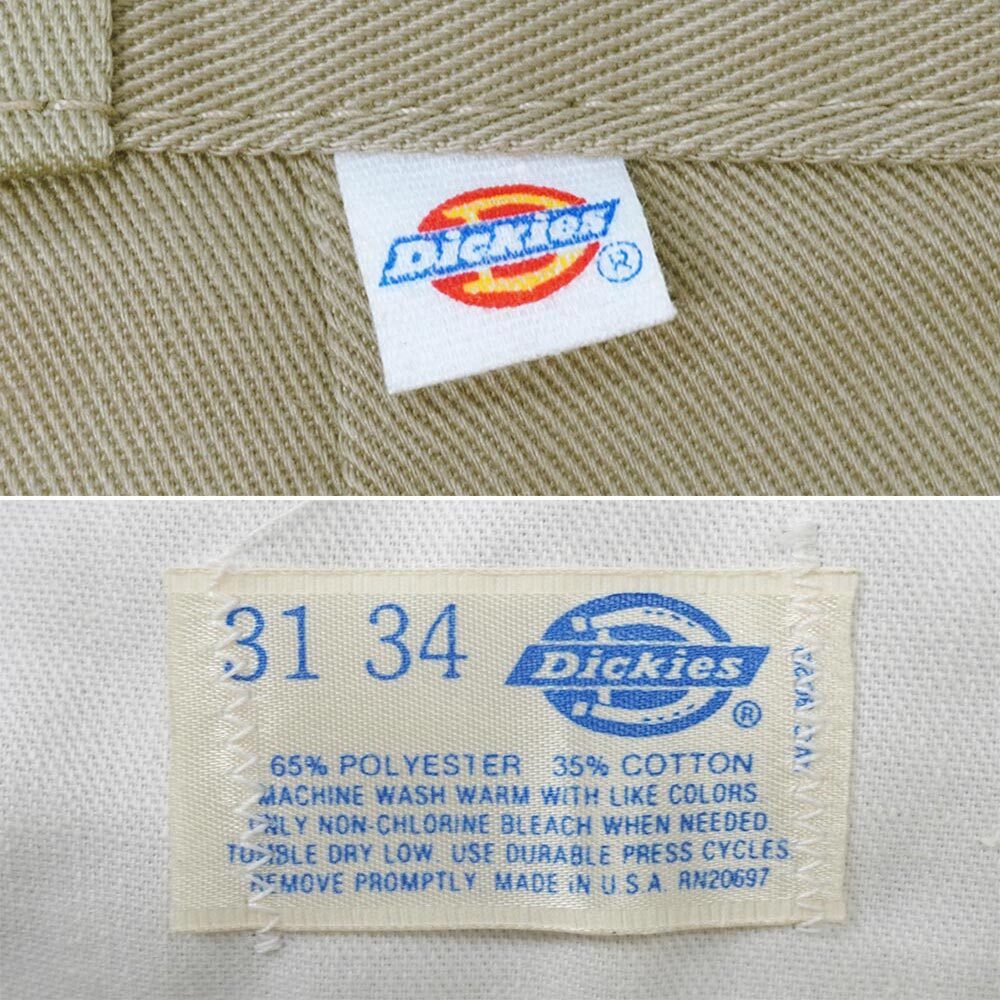 Dickies
®
31 34
Dickies
®
65% POLYESTER 35% COTTON
MACHINE WASH WARM WITH LIKE COLORS
ONLY NON-CHLORINE BLEACH WHEN NEEDED.
TUMBLE DRY LOW. USE DURABLE PRESS CYCLES
REMOVE PROMPTLY MADE IN U.S.A. RN20697